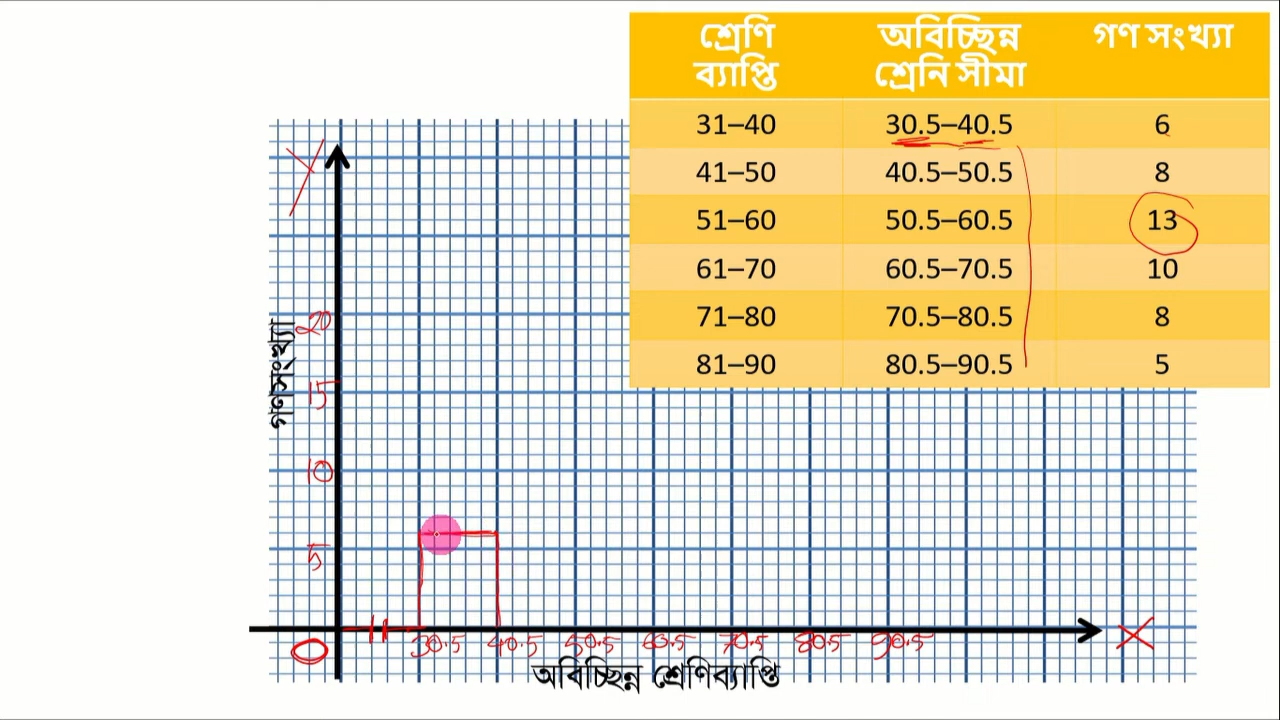 শ্রেণি ব্যাপ্তি অবিচ্ছিন্ন শ্রেনি সীমা গণ সংখ্যা
31–40 30.5–40.5 6
41–50 40.5–50.5 8
51–60 50.5–60.5 13
61–70 60.5–70.5 10
71–80 70.5–80.5 8
81–90 80.5–90.5 5
Y
গণসংখ্যা
20
15
10
5
0 30.5 40.5 50.5 60.5 70.5 80.5 90.5 X
অবিচ্ছিন্ন শ্রেণিব্যাপ্তি